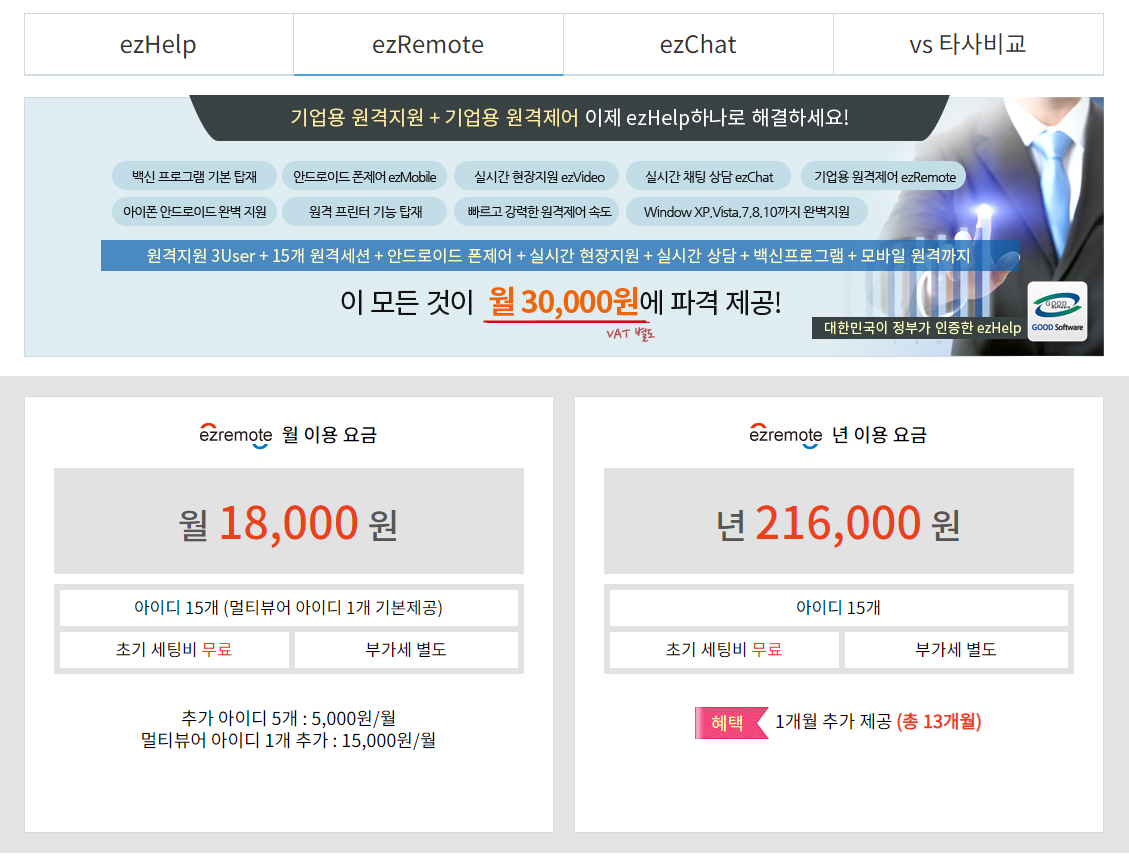 ezHelp
ezRemote
ezChat
vs 타사비교
기업용 원격지원 + 기업용 원격제어 이제 ezHelp하나로 해결하세요!
백신 프로그램 기본 탑재
안드로이드 폰제어 ezMobile
실시간 현장지원 ezVideo
실시간 채팅 상담 ezChat
기업용 원격제어 ezRemote
아이폰 안드로이드 완벽 지원
원격 프린터 기능 탑재
빠르고 강력한 원격제어 속도
Window XP,Vista,7,8,10까지 완벽지원
원격지원 3User + 15개 원격세션 + 안드로이드 폰제어 + 실시간 현장지원 + 실시간 상담 + 백신프로그램 + 모바일 원격까지
이 모든 것이 월 30,000원에 파격 제공!
VAT 별도
대한민국이 정부가 인증한 ezHelp
GOOD Software
GOOD Software
ezremote 월 이용 요금
월 18,000 원
아이디 15개 (멀티뷰어 아이디 1개 기본제공)
초기 세팅비 무료
부가세 별도
추가 아이디 5개 : 5,000원/월
멀티뷰어 아이디 1개 추가 : 15,000원/월
ezremote 년 이용 요금
년 216,000 원
아이디 15개
초기 세팅비 무료
부가세 별도
혜택 1개월 추가 제공 (총 13개월)